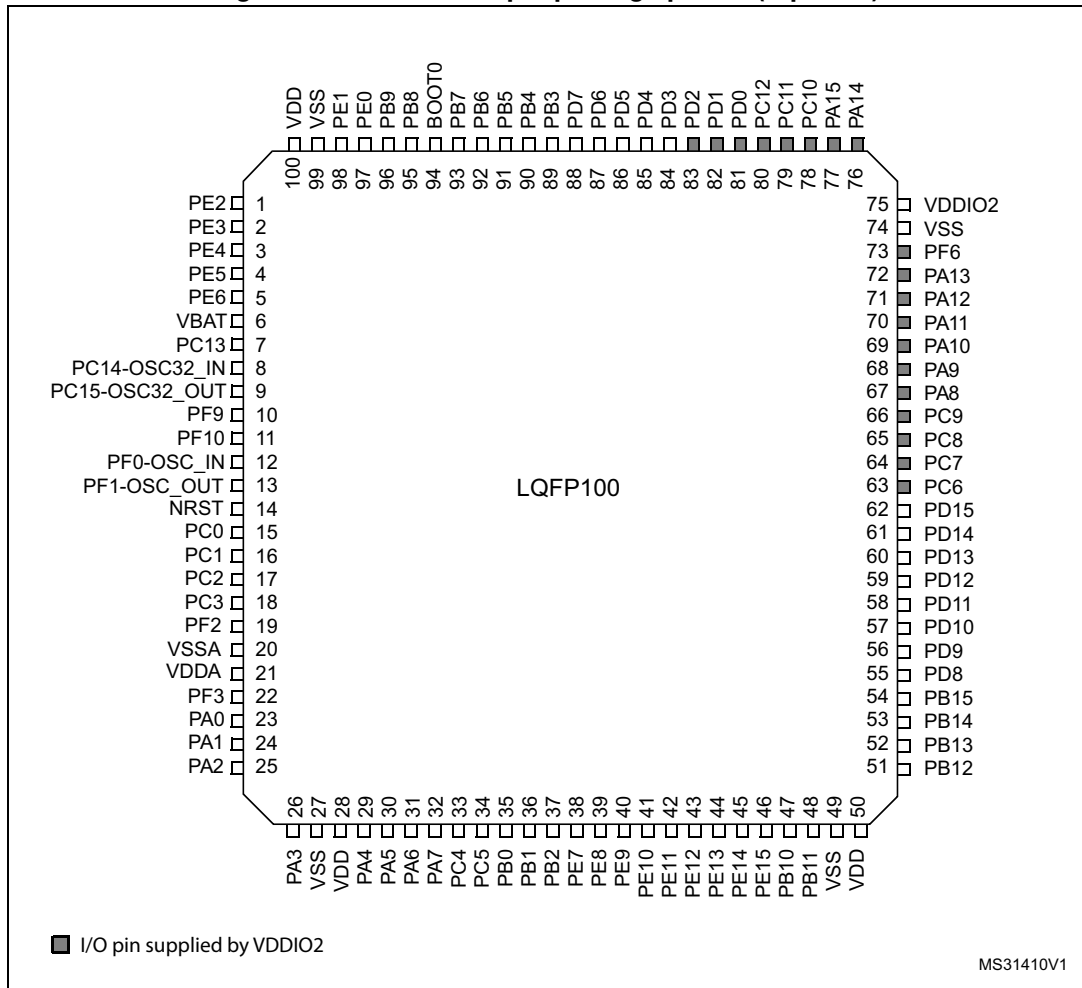 VDD
VSS
PE1
PE0
PB9
PB8
BOOT0
PB7
PB6
PB5
PB4
PB3
PD7
PD6
PD5
PD4
PD3
PD2
PD1
PD0
PC12
PC11
PC10
PA15
PA14
100
99
98
97
96
95
94
93
92
91
90
89
88
87
86
85
84
83
82
81
80
79
78
77
76
PE2 1
PE3 2
PE4 3
PE5 4
PE6 5
VBAT 6
PC13 7
PC14-OSC32_IN 8
PC15-OSC32_OUT 9
PF9 10
PF10 11
PF0-OSC_IN 12
PF1-OSC_OUT 13
NRST 14
PC0 15
PC1 16
PC2 17
PC3 18
PF2 19
VSSA 20
VDDA 21
PF3 22
PA0 23
PA1 24
PA2 25
LQFP100
75 VDDIO2
74 VSS
73 PF6
72 PA13
71 PA12
70 PA11
69 PA10
68 PA9
67 PA8
66 PC9
65 PC8
64 PC7
63 PC6
62 PD15
61 PD14
60 PD13
59 PD12
58 PD11
57 PD10
56 PD9
55 PD8
54 PB15
53 PB14
52 PB13
51 PB12
26
27
28
29
30
31
32
33
34
35
36
37
38
39
40
41
42
43
44
45
46
47
48
49
50
PA3
VSS
VDD
PA4
PA5
PA6
PA7
PC4
PC5
PB0
PB1
PB2
PE7
PE8
PE9
PE10
PE11
PE12
PE13
PE14
PE15
PB10
PB11
VSS
VDD
I/O pin supplied by VDDIO2
MS31410V1